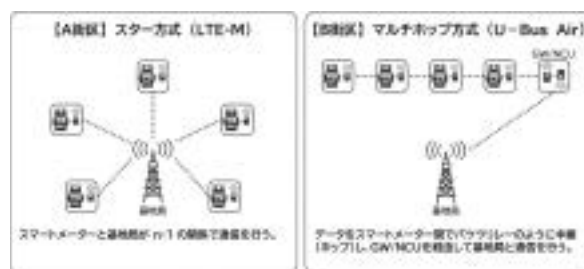 【A街区】スター方式（LTE-M）
基地局
スマートメーターと基地局が n:1 の関係で通信を行う。
【B街区】マルチホップ方式（U-Bus Air）
GW/NCU
基地局
データをスマートメーター間でバケツリレーのように中継
（ホップ）し、GW/NCUを経由して基地局と通信を行う。